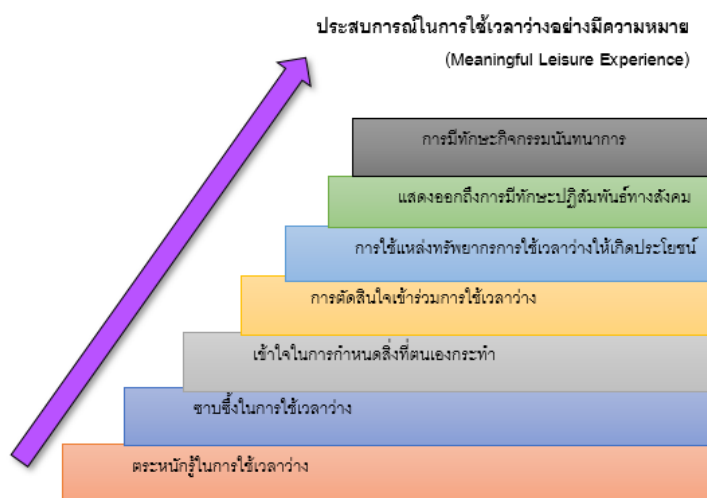 ประสบการณ์ในการใช้เวลาว่างอย่างมีความหมาย
(Meaningful Leisure Experience)
การมีทักษะกิจกรรมนันทนาการ
แสดงออกถึงการมีทักษะปฏิสัมพันธ์ทางสังคม
การใช้แหล่งทรัพยากรการใช้เวลาว่างให้เกิดประโยชน์
การตัดสินใจเข้าร่วมการใช้เวลาว่าง
เข้าใจในการกำหนดสิ่งที่ตนเองกระทำ
ซาบซึ้งในการใช้เวลาว่าง
ตระหนักรู้ในการใช้เวลาว่าง